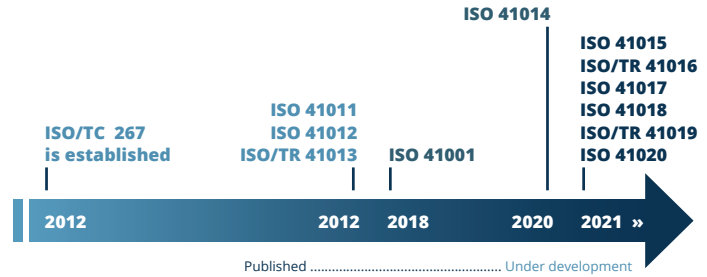 ISO 41014
ISO 41015
ISO/TR 41016
ISO 41017
ISO 41011
ISO 41018
ISO/TC 267
ISO 41012
ISO/TR 41019
is established
ISO/TR 41013
ISO 41001
ISO 41020
2012
2012
2018
2020
2021 »
Published ..................................................... Under development